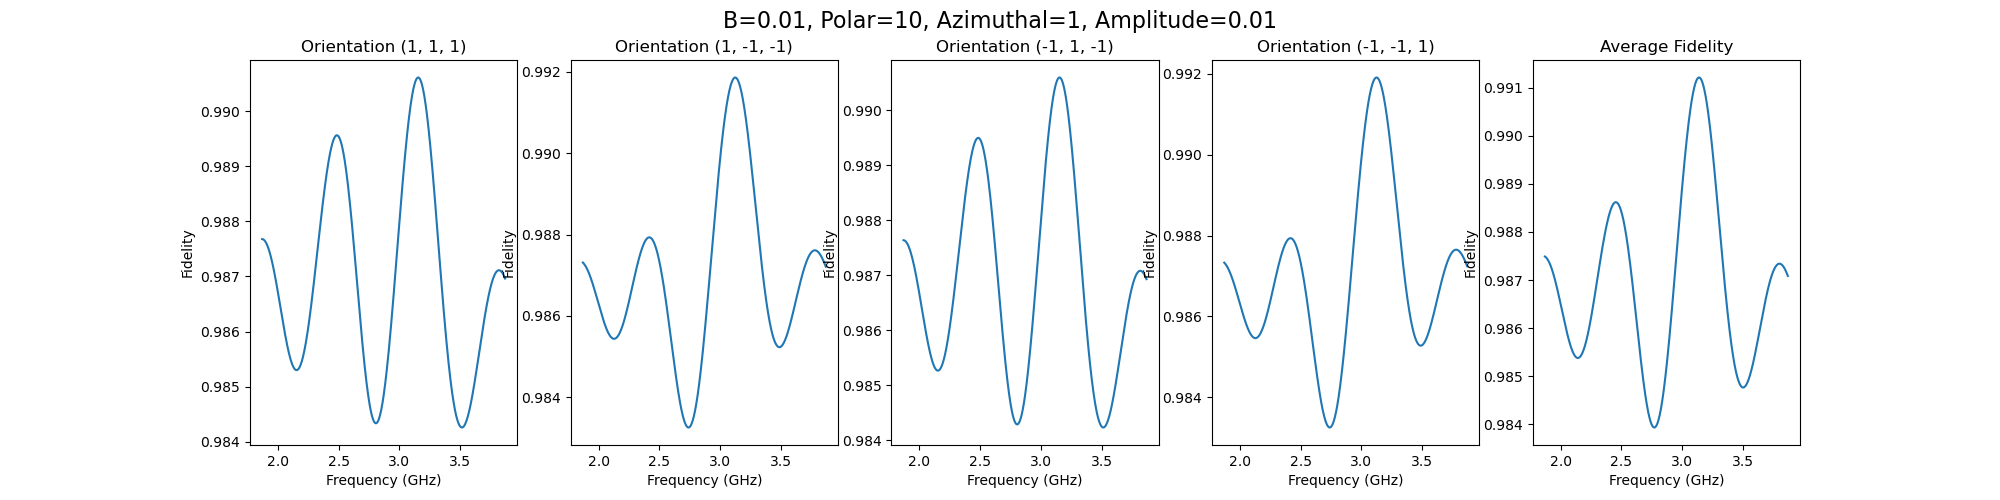 B=0.01, Polar=10, Azimuthal=1, Amplitude=0.01
Orientation (1, 1, 1)
0.990
0.989
0.988
0.987
0.986
0.985
0.984
Fidelity
2.0 2.5 3.0 3.5
Frequency (GHz)
Orientation (1, -1, -1)
0.992
0.990
0.988
0.986
0.984
Fidelity
2.0 2.5 3.0 3.5
Frequency (GHz)
Orientation (-1, 1, -1)
0.990
0.989
0.988
0.987
0.986
0.985
0.984
Fidelity
2.0 2.5 3.0 3.5
Frequency (GHz)
Orientation (-1, -1, 1)
0.992
0.990
0.988
0.986
0.984
Fidelity
2.0 2.5 3.0 3.5
Frequency (GHz)
Average Fidelity
0.991
0.990
0.989
0.988
0.987
0.986
0.985
0.984
Fidelity
2.0 2.5 3.0 3.5
Frequency (GHz)